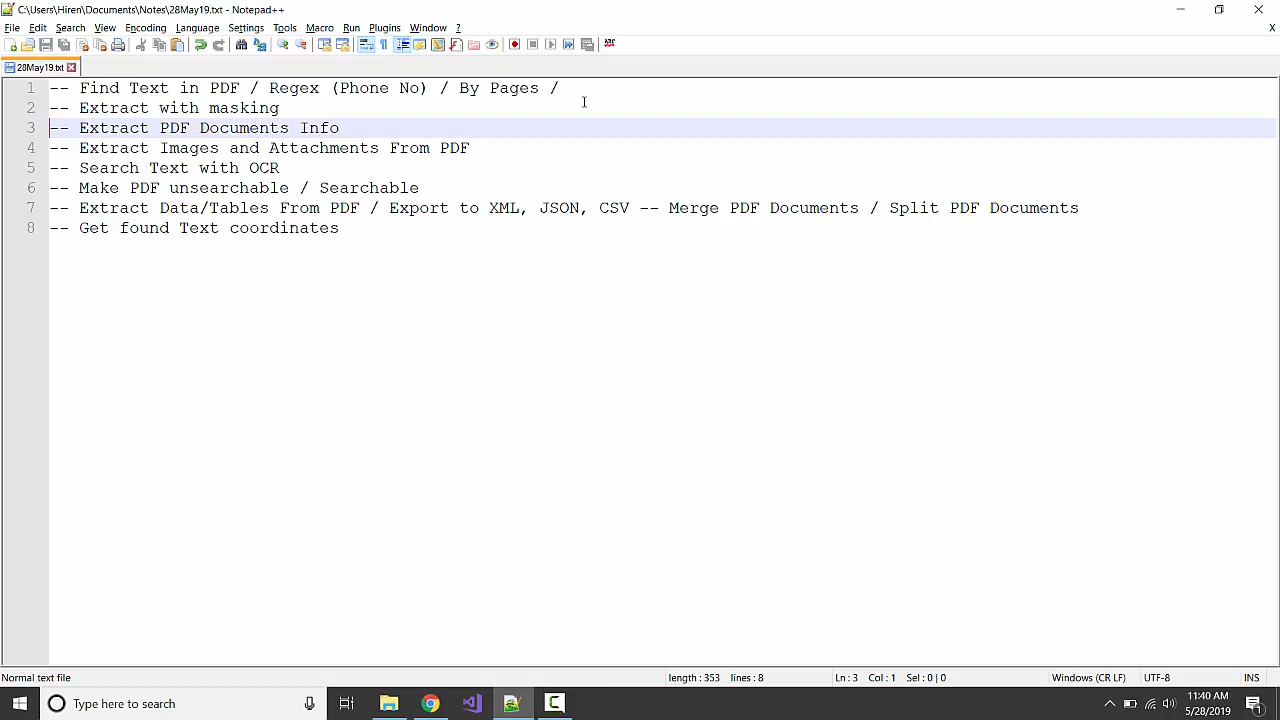 C:\Users\Hiren\Documents\Notes\28May19.txt - Notepad++
File Edit Search View Encoding Language Settings Tools Macro Run Plugins Window ? X
28May19.txt
1 -- Find Text in PDF / Regex (Phone No) / By Pages /
2 -- Extract with masking
3 -- Extract PDF Documents Info
4 -- Extract Images and Attachments From PDF
5 -- Search Text with OCR
6 -- Make PDF unsearchable / Searchable
7 -- Extract Data/Tables From PDF / Export to XML, JSON, CSV -- Merge PDF Documents / Split PDF Documents
8 -- Get found Text coordinates
Normal text file length : 353 lines : 8 Ln : 3 Col : 1 Sel : 0 | 0 Windows (CR LF) UTF-8 INS
Type here to search
11:40 AM
5/28/2019